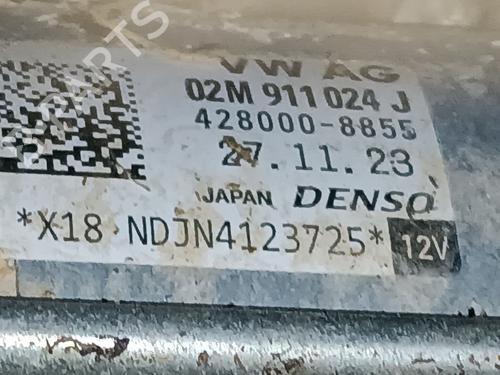 VW AG
02M 911 024 J
428000-8855
27.11.23
JAPAN DENSO
*X18 NDJN4123725*
12V